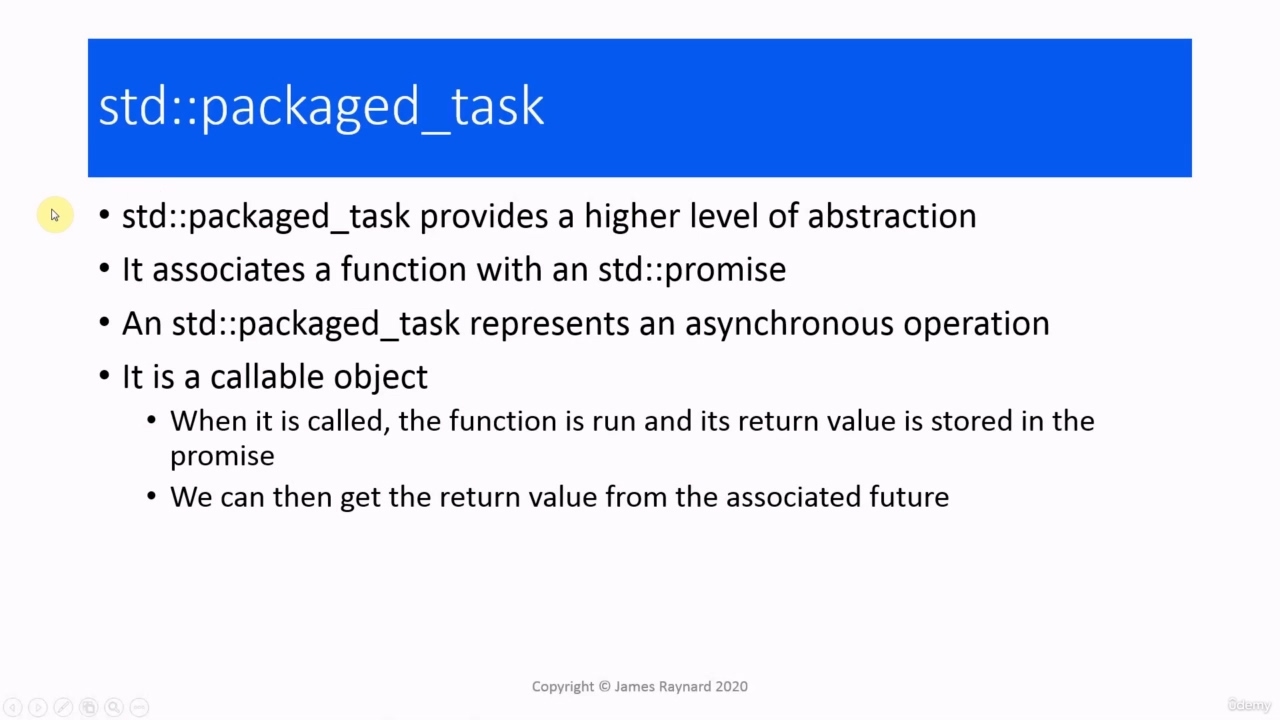 std::packaged_task
• std::packaged_task provides a higher level of abstraction
• It associates a function with an std::promise
• An std::packaged_task represents an asynchronous operation
• It is a callable object
• When it is called, the function is run and its return value is stored in the
promise
• We can then get the return value from the associated future
Copyright © James Raynard 2020
ûdemy